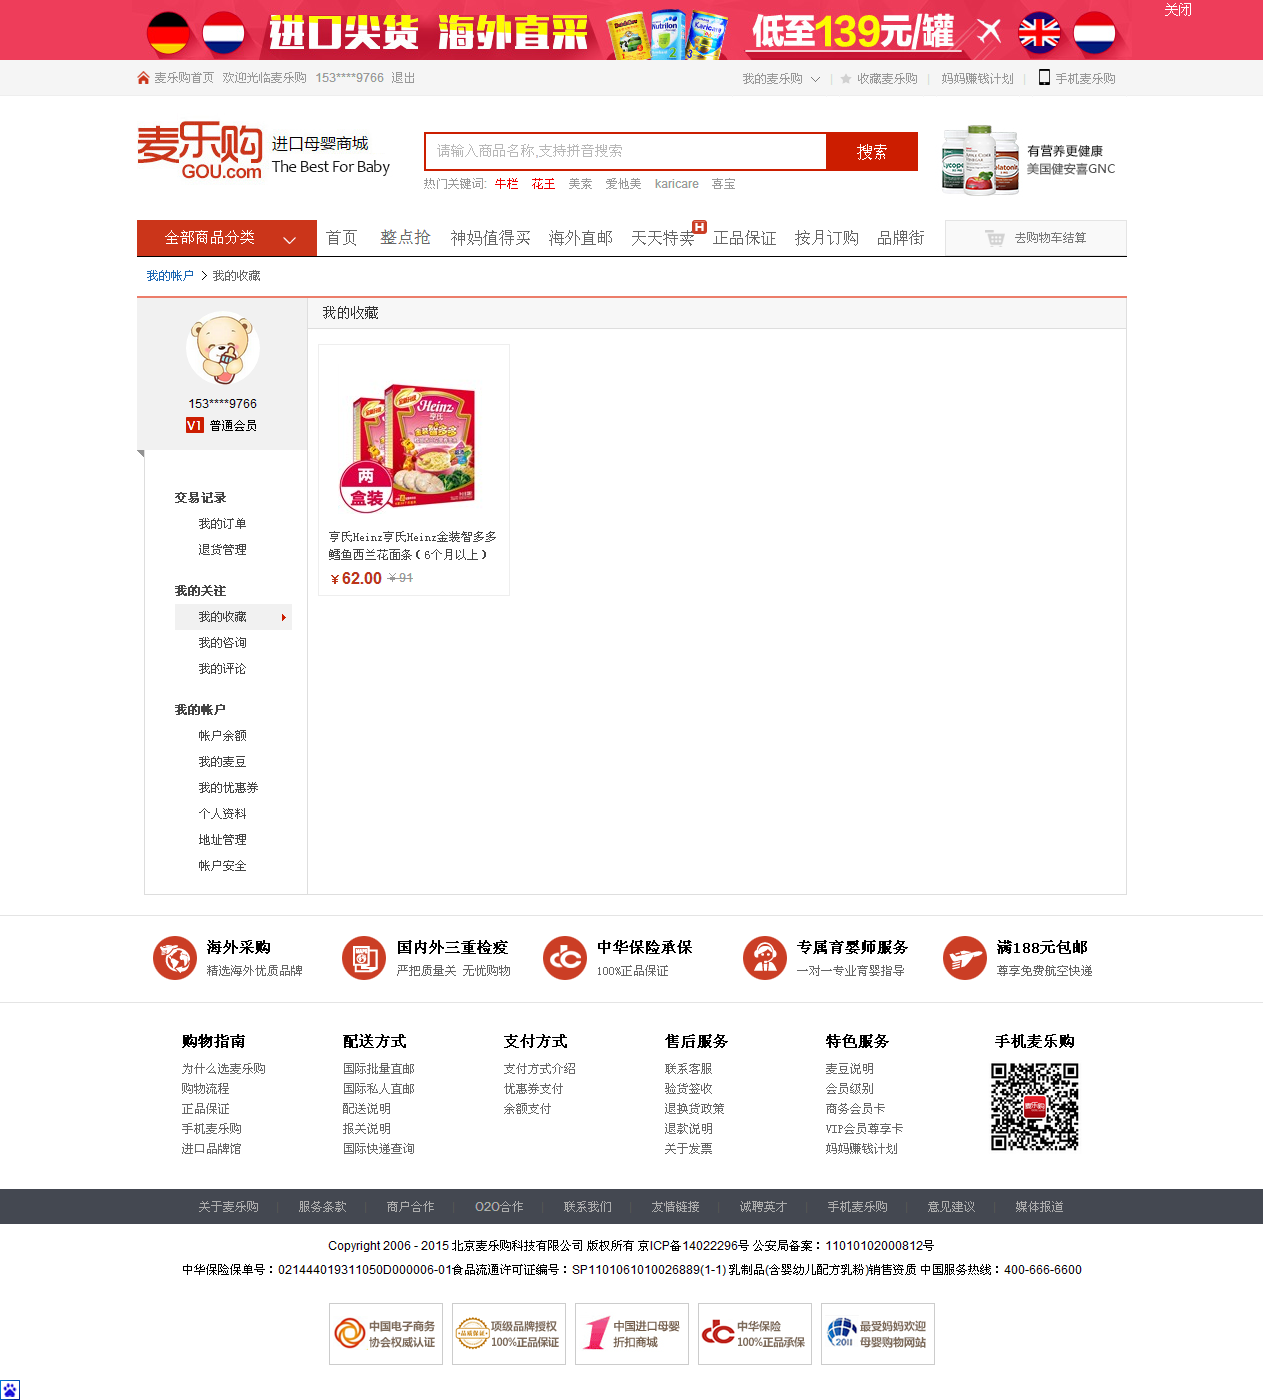 关闭
进口尖货 海外直采 低至139元/罐
麦乐购首页 欢迎光临麦乐购 153****9766 退出
我的麦乐购 收藏麦乐购 妈妈赚钱计划 手机麦乐购
麦乐购
GOU.com
进口母婴商城
The Best For Baby
请输入商品名称,支持拼音搜索
搜索
热门关键词: 牛栏 花王 美素 爱他美 karicare 喜宝
有营养更健康
美国健安喜GNC
全部商品分类 首页 整点抢 神妈值得买 海外直邮 天天特卖 H 正品保证 按月订购 品牌街 去购物车结算
我的帐户 > 我的收藏
153****9766
V1 普通会员
交易记录
我的订单
退货管理
我的关注
我的收藏
我的咨询
我的评论
我的帐户
帐户余额
我的麦豆
我的优惠券
个人资料
地址管理
帐户安全
我的收藏
Heinz
亨氏
两
盒装
亨氏Heinz亨氏Heinz金装智多多
鳕鱼西兰花面条（6个月以上）
¥62.00 ¥91
海外采购
精选海外优质品牌
国内外三重检疫
严把质量关 无忧购物
中华保险承保
100%正品保证
专属育婴师服务
一对一专业育婴指导
满188元包邮
尊享免费航空快递
购物指南
为什么选麦乐购
购物流程
正品保证
手机麦乐购
进口品牌馆
配送方式
国际批量直邮
国际私人直邮
配送说明
报关说明
国际快递查询
支付方式
支付方式介绍
优惠券支付
余额支付
售后服务
联系客服
验货签收
退换货政策
退款说明
关于发票
特色服务
麦豆说明
会员级别
商务会员卡
VIP会员尊享卡
妈妈赚钱计划
手机麦乐购
麦乐购
关于麦乐购 服务条款 商户合作 O2O合作 联系我们 友情链接 诚聘英才 手机麦乐购 意见建议 媒体报道
Copyright 2006 - 2015 北京麦乐购科技有限公司 版权所有 京ICP备14022296号 公安局备案：11010102000812号
中华保险保单号：021444019311050D000006-01食品流通许可证编号：SP1101061010026889(1-1) 乳制品(含婴幼儿配方乳粉)销售资质 中国服务热线：400-666-6600
中国电子商务
协会权威认证
品质保证
顶级品牌授权
100%正品保证
1
中国进口母婴
折扣商城
中华保险
100%正品承保
2011
最受妈妈欢迎
母婴购物网站